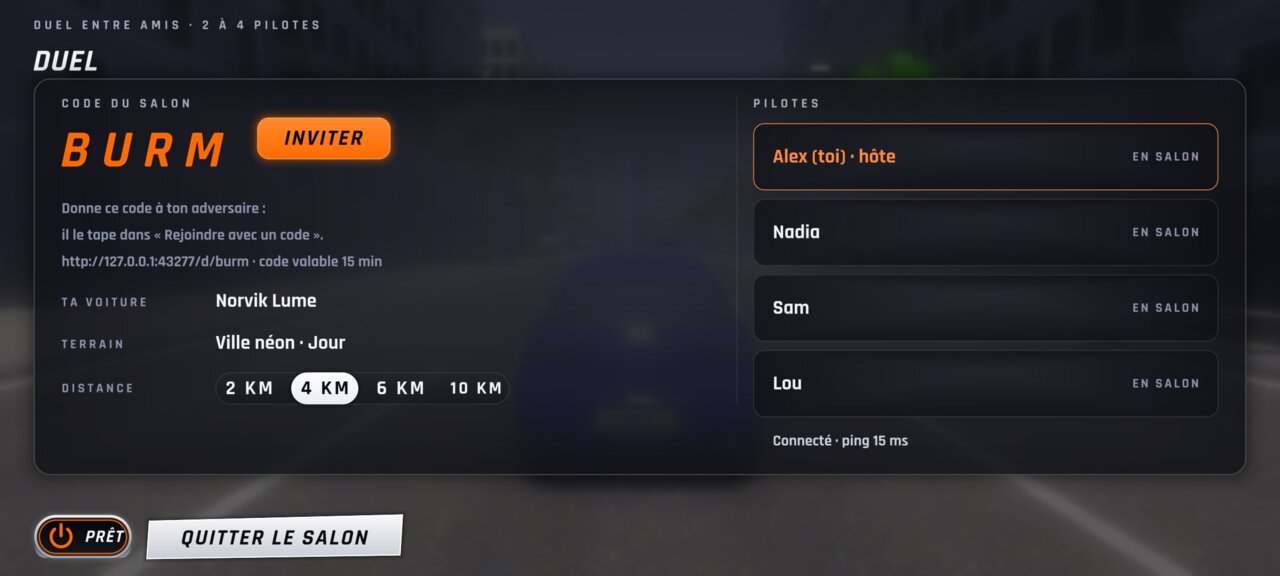 DUEL ENTRE AMIS · 2 À 4 PILOTES
DUEL
CODE DU SALON
BURM
INVITER
Donne ce code à ton adversaire :
il le tape dans « Rejoindre avec un code ».
http://127.0.0.1:43277/d/burm · code valable 15 min
TA VOITURE Norvik Lume
TERRAIN Ville néon · Jour
DISTANCE 2 KM 4 KM 6 KM 10 KM
PILOTES
Alex (toi) · hôte EN SALON
Nadia EN SALON
Sam EN SALON
Lou EN SALON
Connecté · ping 15 ms
PRÊT
QUITTER LE SALON